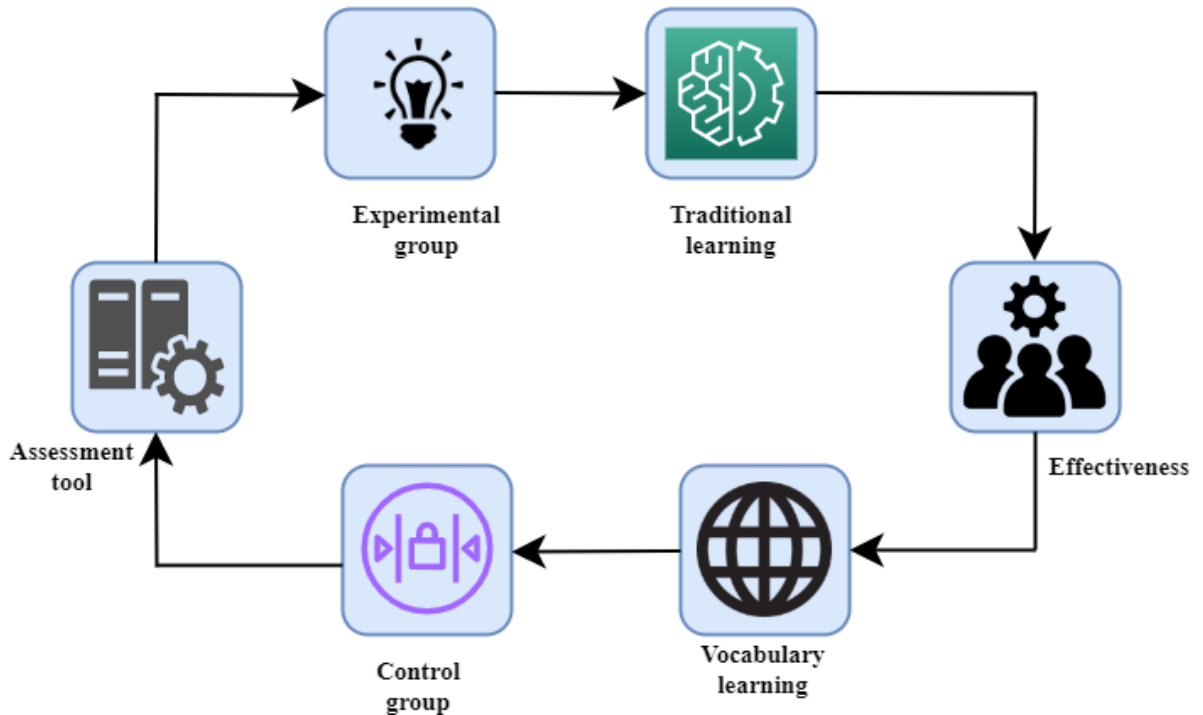 Experimental
group
Traditional
learning
Assessment
tool
Effectiveness
Control
group
Vocabulary
learning